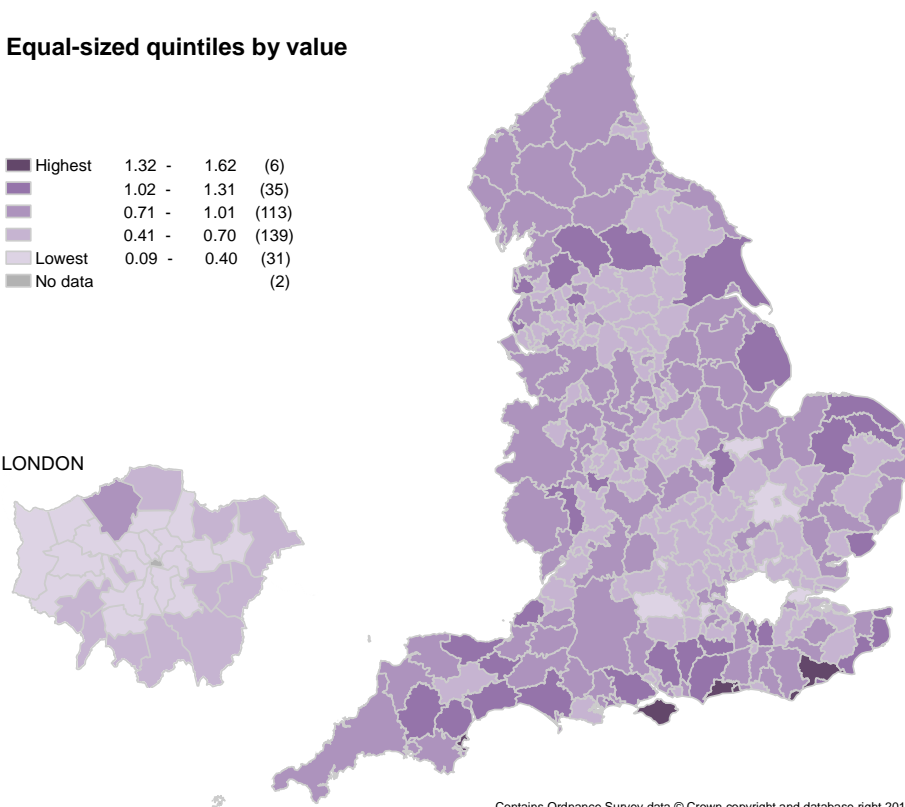 Equal-sized quintiles by value
Highest 1.32 - 1.62 (6)
1.02 - 1.31 (35)
0.71 - 1.01 (113)
0.41 - 0.70 (139)
Lowest 0.09 - 0.40 (31)
No data (2)
LONDON
Contains Ordnance Survey data © Crown copyright and database right 201